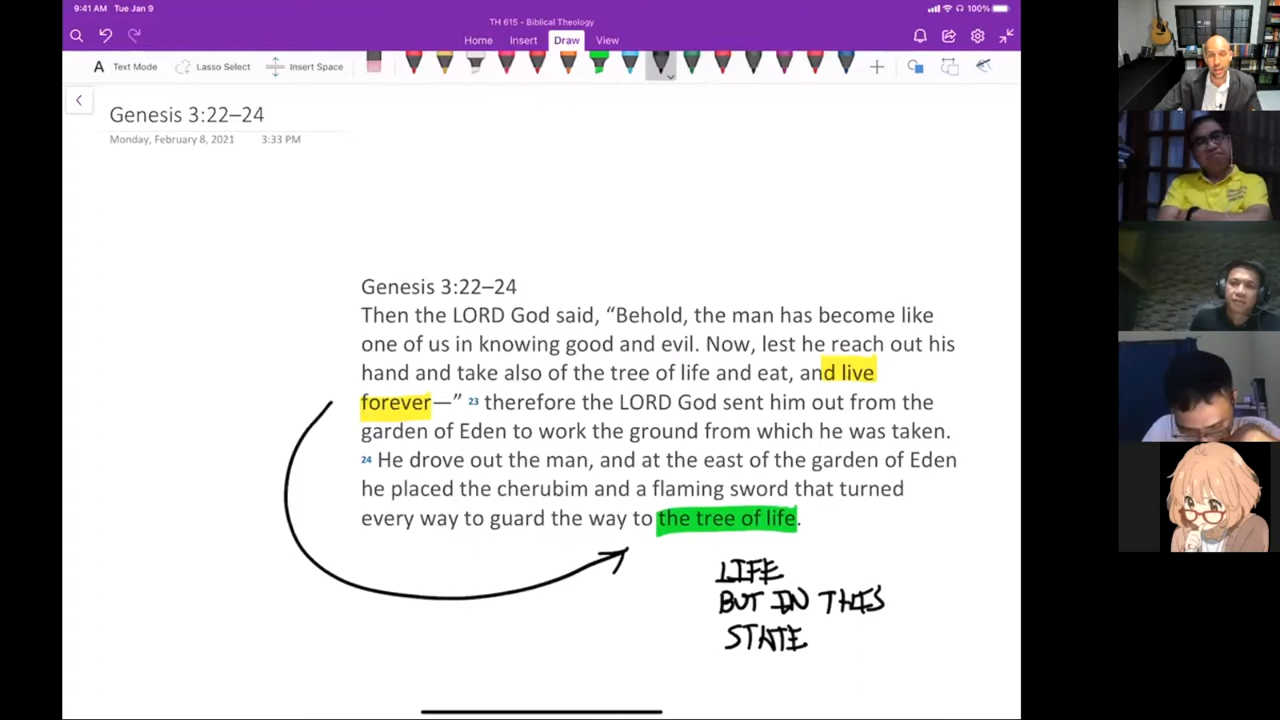 9:41 AM Tue Jan 9
100%
TH 615 - Biblical Theology
Home Insert Draw View
A Text Mode Lasso Select Insert Space
Genesis 3:22–24
Monday, February 8, 2021 3:33 PM
Genesis 3:22–24
Then the LORD God said, “Behold, the man has become like
one of us in knowing good and evil. Now, lest he reach out his
hand and take also of the tree of life and eat, and live
forever—” 23 therefore the LORD God sent him out from the
garden of Eden to work the ground from which he was taken.
24 He drove out the man, and at the east of the garden of Eden
he placed the cherubim and a flaming sword that turned
every way to guard the way to the tree of life.
LIFE
BUT IN THIS
STATE